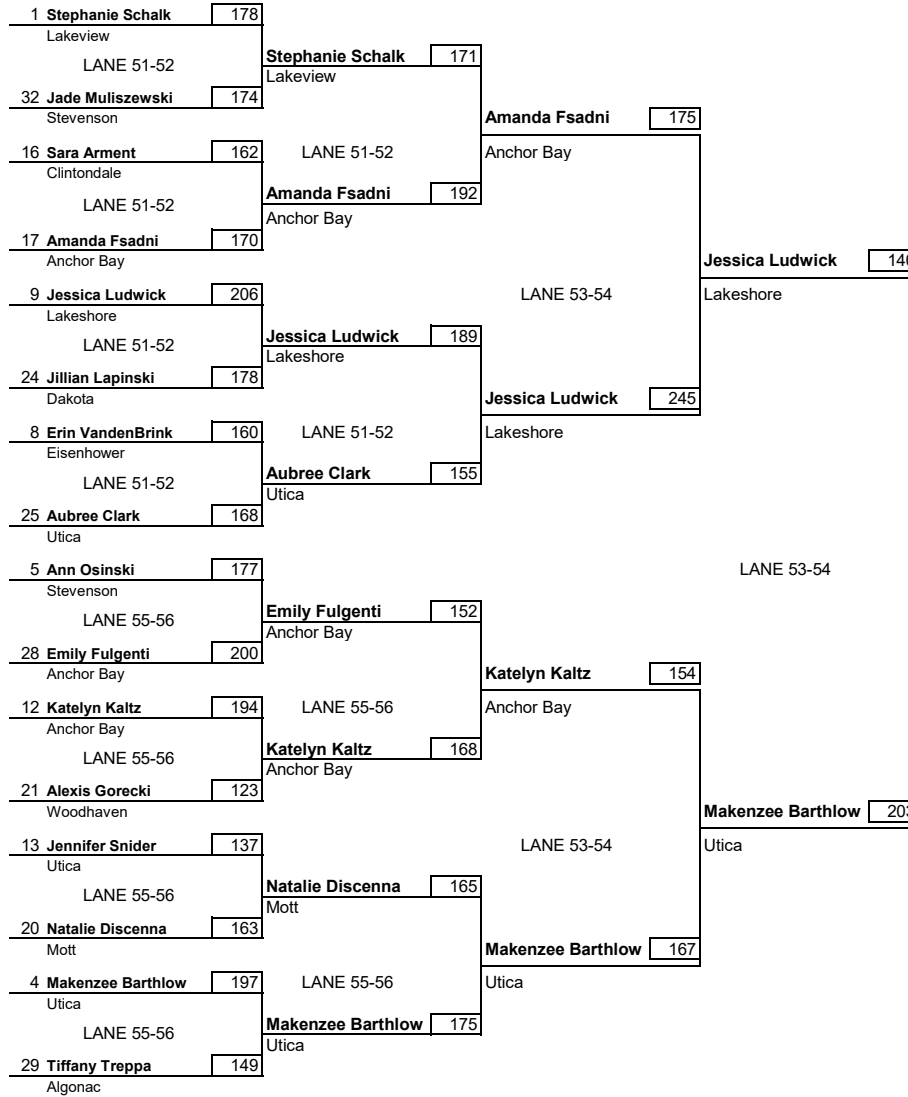 1 Stephanie Schalk 178
Lakeview
LANE 51-52
Stephanie Schalk 171
Lakeview
32 Jade Muliszewski 174
Stevenson
Amanda Fsadni 175
Anchor Bay
16 Sara Arment 162
Clintondale
LANE 51-52
LANE 51-52
Amanda Fsadni 192
Anchor Bay
17 Amanda Fsadni 170
Anchor Bay
Jessica Ludwick
Lakeshore
9 Jessica Ludwick 206
Lakeshore
LANE 53-54
LANE 51-52
Jessica Ludwick 189
Lakeshore
24 Jillian Lapinski 178
Dakota
Jessica Ludwick 245
Lakeshore
8 Erin VandenBrink 160
Eisenhower
LANE 51-52
LANE 51-52
Aubree Clark 155
Utica
25 Aubree Clark 168
Utica
5 Ann Osinski 177
Stevenson
LANE 53-54
LANE 55-56
Emily Fulgenti 152
Anchor Bay
28 Emily Fulgenti 200
Anchor Bay
Katelyn Kaltz 154
Anchor Bay
12 Katelyn Kaltz 194
Anchor Bay
LANE 55-56
LANE 55-56
Katelyn Kaltz 168
Anchor Bay
21 Alexis Gorecki 123
Woodhaven
Makenzee Barthlow 203
Utica
13 Jennifer Snider 137
Utica
LANE 53-54
LANE 55-56
Natalie Discenna 165
Mott
20 Natalie Discenna 163
Mott
Makenzee Barthlow 167
Utica
4 Makenzee Barthlow 197
Utica
LANE 55-56
LANE 55-56
Makenzee Barthlow 175
Utica
29 Tiffany Treppa 149
Algonac